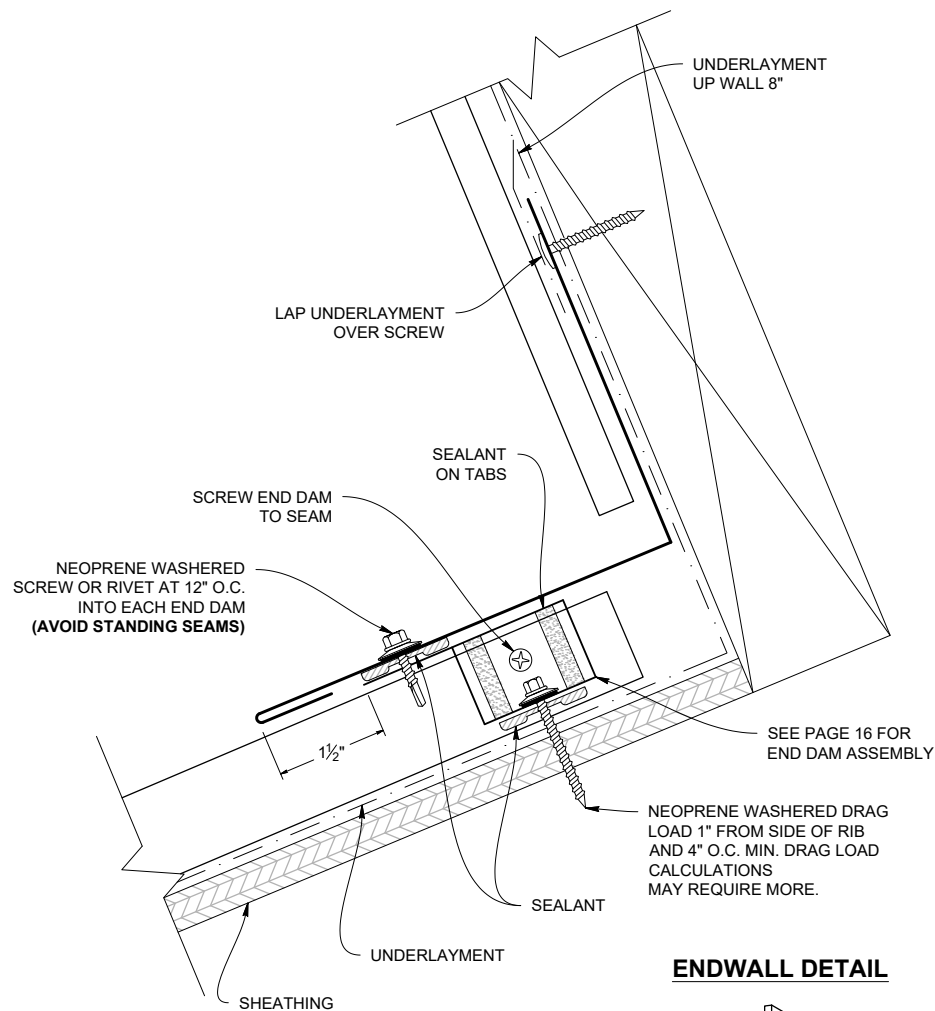 UNDERLAYMENT
UP WALL 8"
LAP UNDERLAYMENT
OVER SCREW
SEALANT
ON TABS
SCREW END DAM
TO SEAM
NEOPRENE WASHERED
SCREW OR RIVET AT 12" O.C.
INTO EACH END DAM
(AVOID STANDING SEAMS)
1½"
SEE PAGE 16 FOR
END DAM ASSEMBLY
NEOPRENE WASHERED DRAG
LOAD 1" FROM SIDE OF RIB
AND 4" O.C. MIN. DRAG LOAD
CALCULATIONS
MAY REQUIRE MORE.
SEALANT
UNDERLAYMENT
SHEATHING
ENDWALL DETAIL